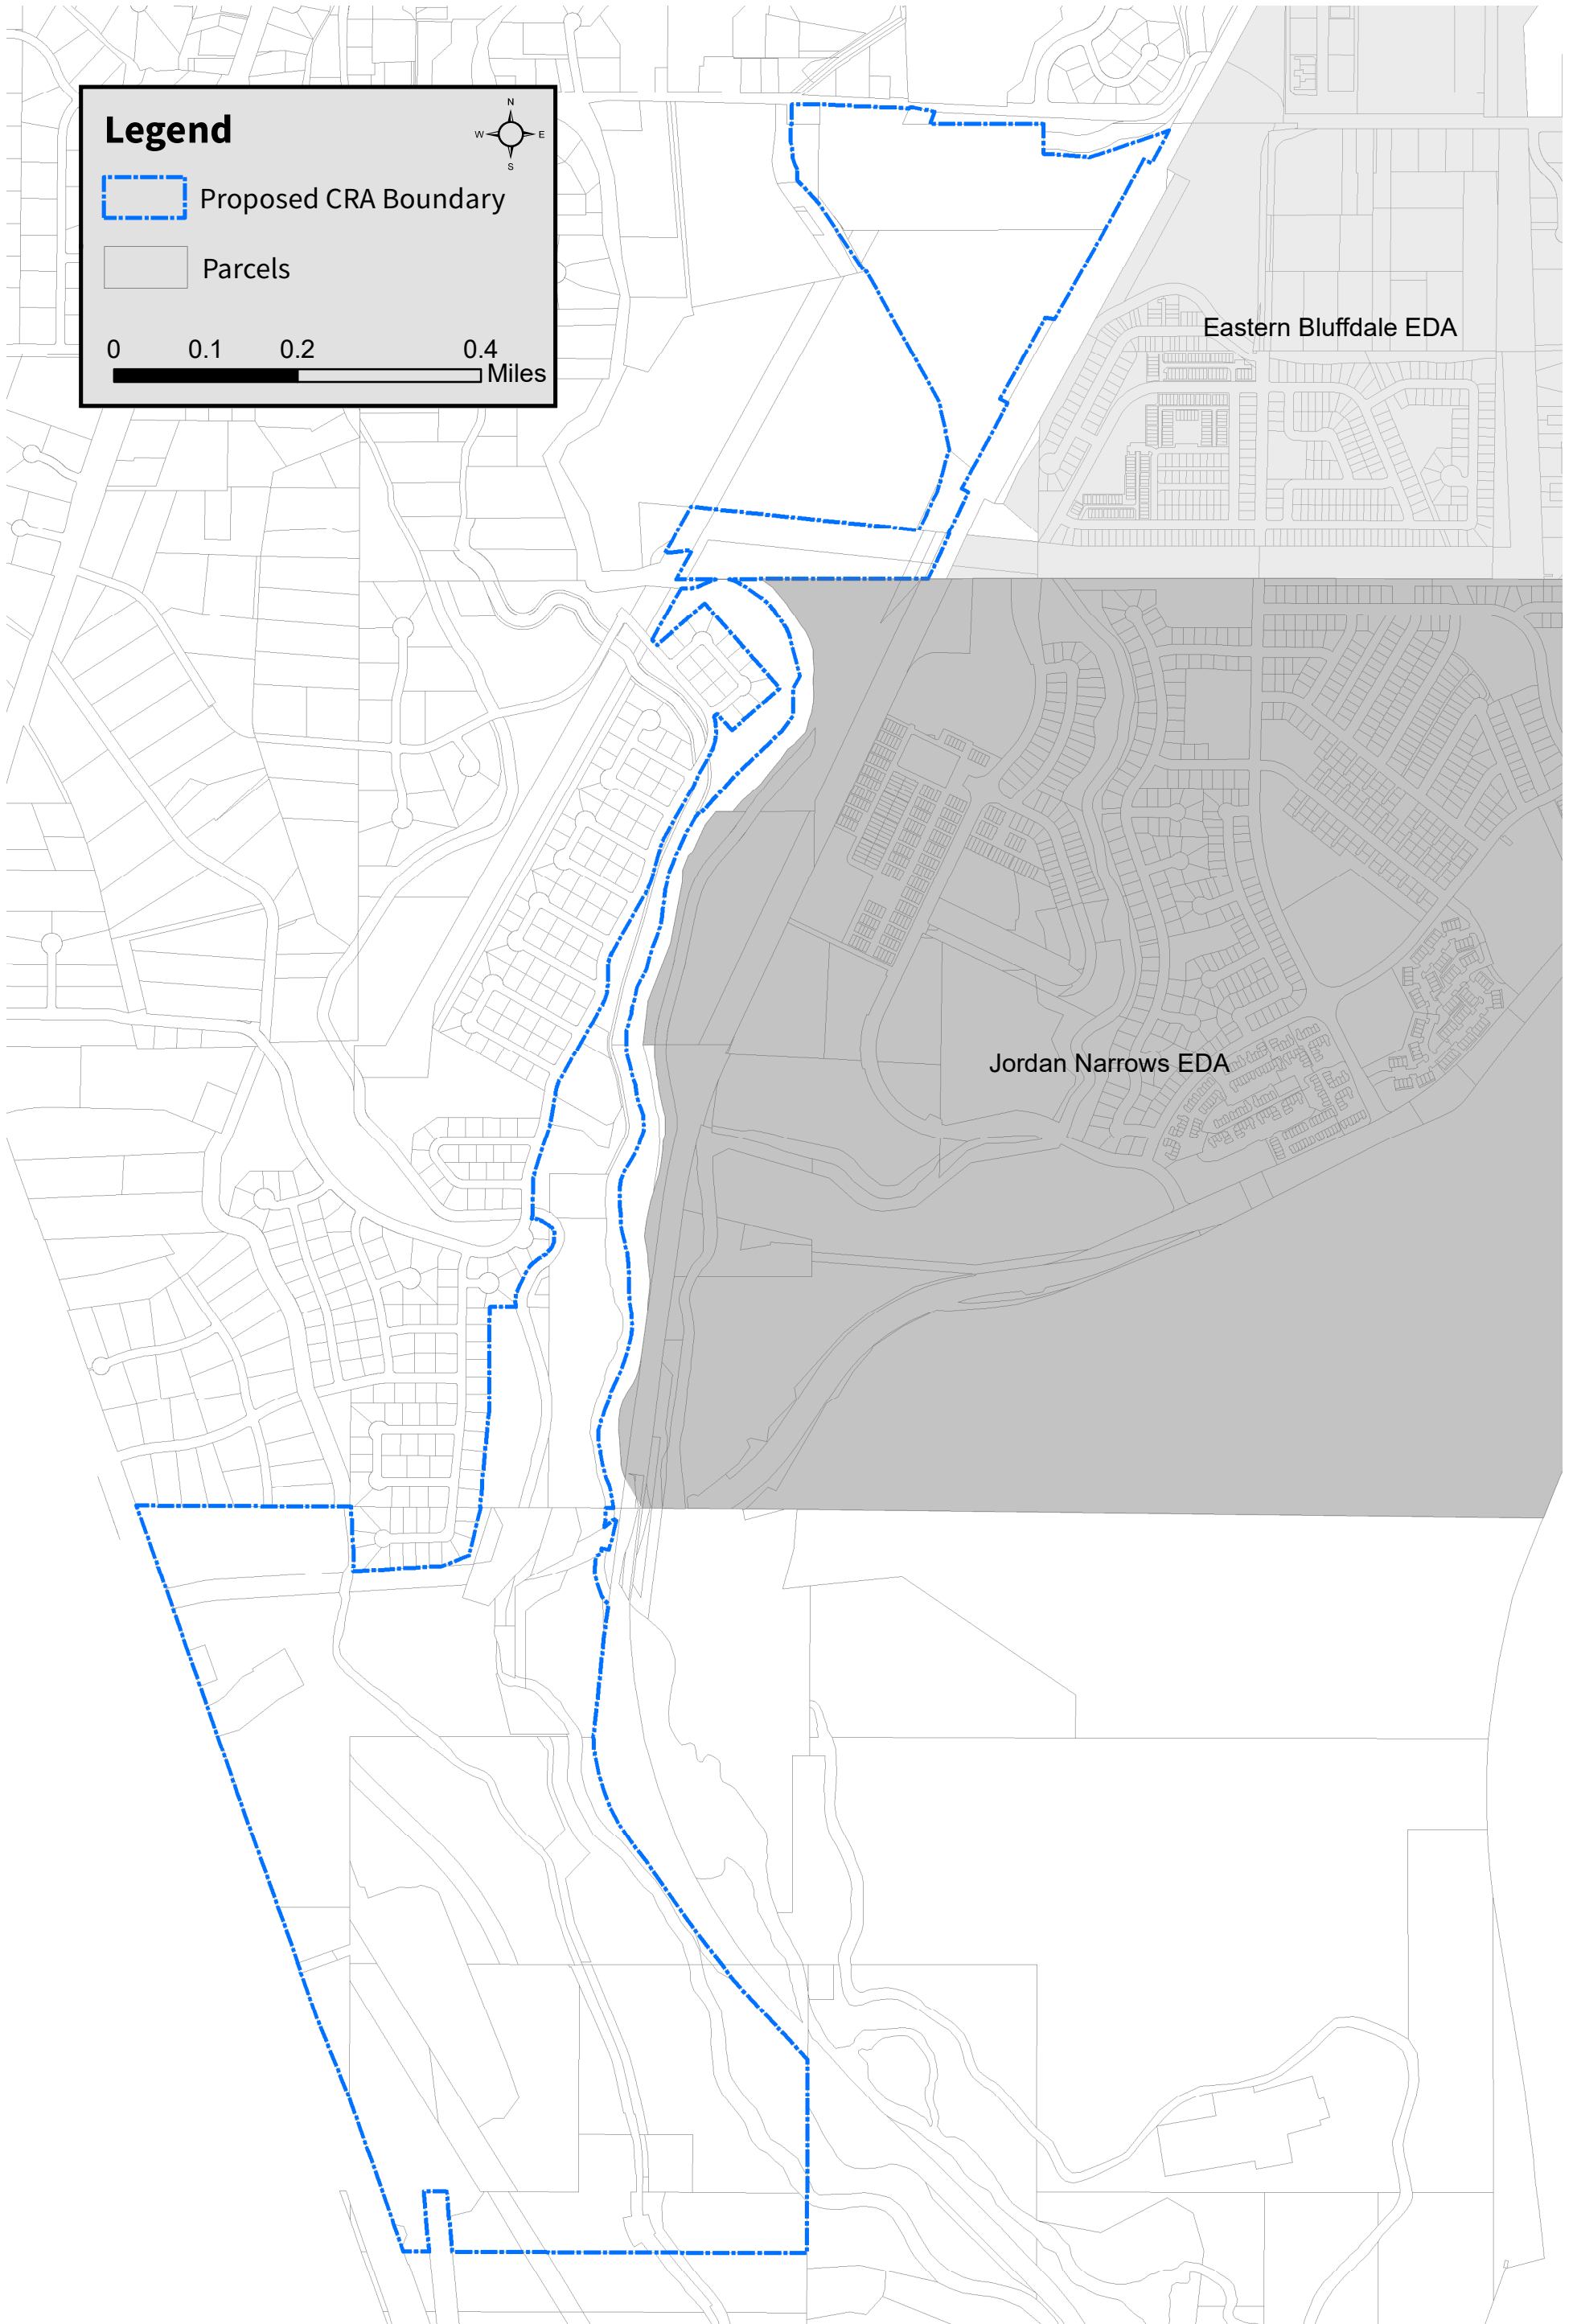 Legend
N
W E
S
Proposed CRA Boundary
Parcels
0 0.1 0.2 0.4
Miles
Eastern Bluffdale EDA
Jordan Narrows EDA